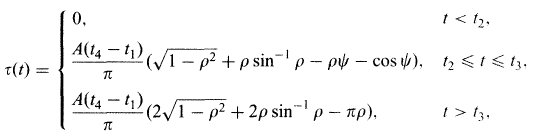 τ(t) = { 0, t < t₂,
A(t₄ − t₁)/π (√(1 − ρ²) + ρ sin⁻¹ ρ − ρψ − cos ψ), t₂ ⩽ t ⩽ t₃,
A(t₄ − t₁)/π (2√(1 − ρ²) + 2ρ sin⁻¹ ρ − πρ), t > t₃,